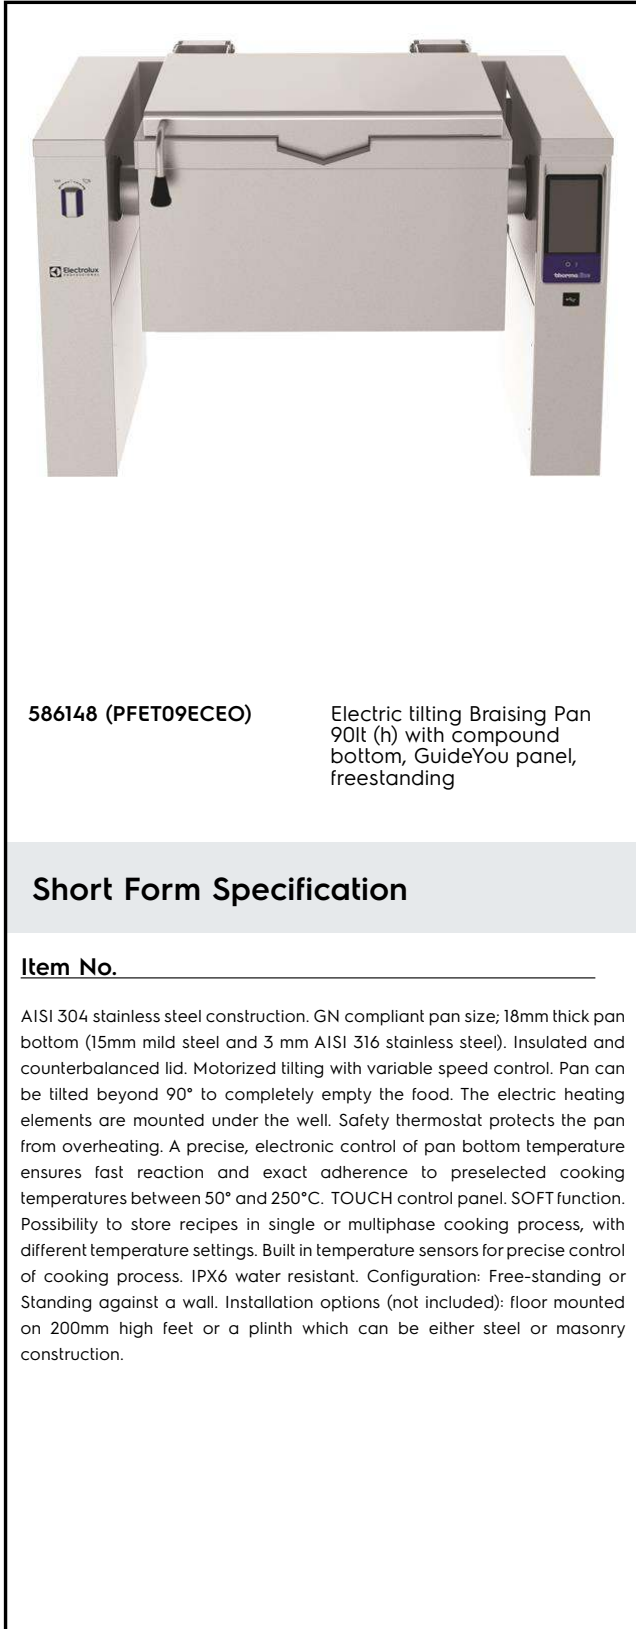 Electrolux
PROFESSIONAL
thermaline
586148 (PFET09ECEO)
Electric tilting Braising Pan
90lt (h) with compound
bottom, GuideYou panel,
freestanding
Short Form Specification
Item No.
AISI 304 stainless steel construction. GN compliant pan size; 18mm thick pan
bottom (15mm mild steel and 3 mm AISI 316 stainless steel). Insulated and
counterbalanced lid. Motorized tilting with variable speed control. Pan can
be tilted beyond 90° to completely empty the food. The electric heating
elements are mounted under the well. Safety thermostat protects the pan
from overheating. A precise, electronic control of pan bottom temperature
ensures fast reaction and exact adherence to preselected cooking
temperatures between 50° and 250°C. TOUCH control panel. SOFT function.
Possibility to store recipes in single or multiphase cooking process, with
different temperature settings. Built in temperature sensors for precise control
of cooking process. IPX6 water resistant. Configuration: Free-standing or
Standing against a wall. Installation options (not included): floor mounted
on 200mm high feet or a plinth which can be either steel or masonry
construction.